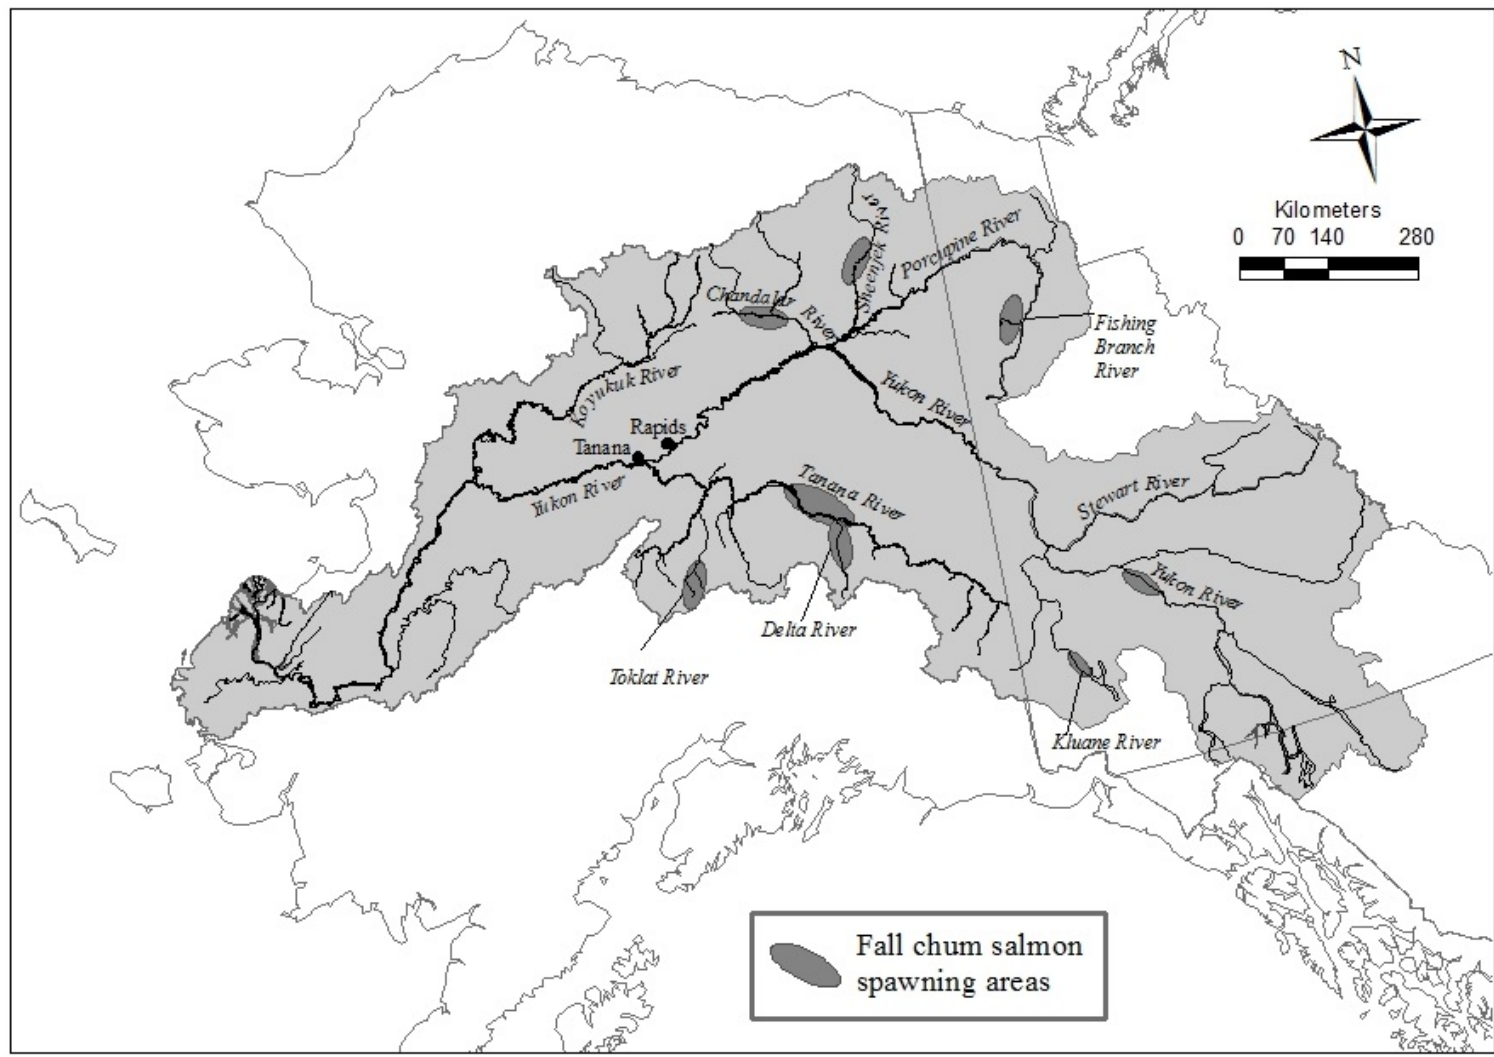 N
Kilometers
0 70 140 280
Sheenjek River
Porcupine River
Chandalar River
Fishing
Branch
River
Koyukuk River
Yukon River
Rapids
Tanana
Yukon River
Tanana River
Stewart River
Yukon River
Delta River
Toklat River
Kluane River
Fall chum salmon
spawning areas